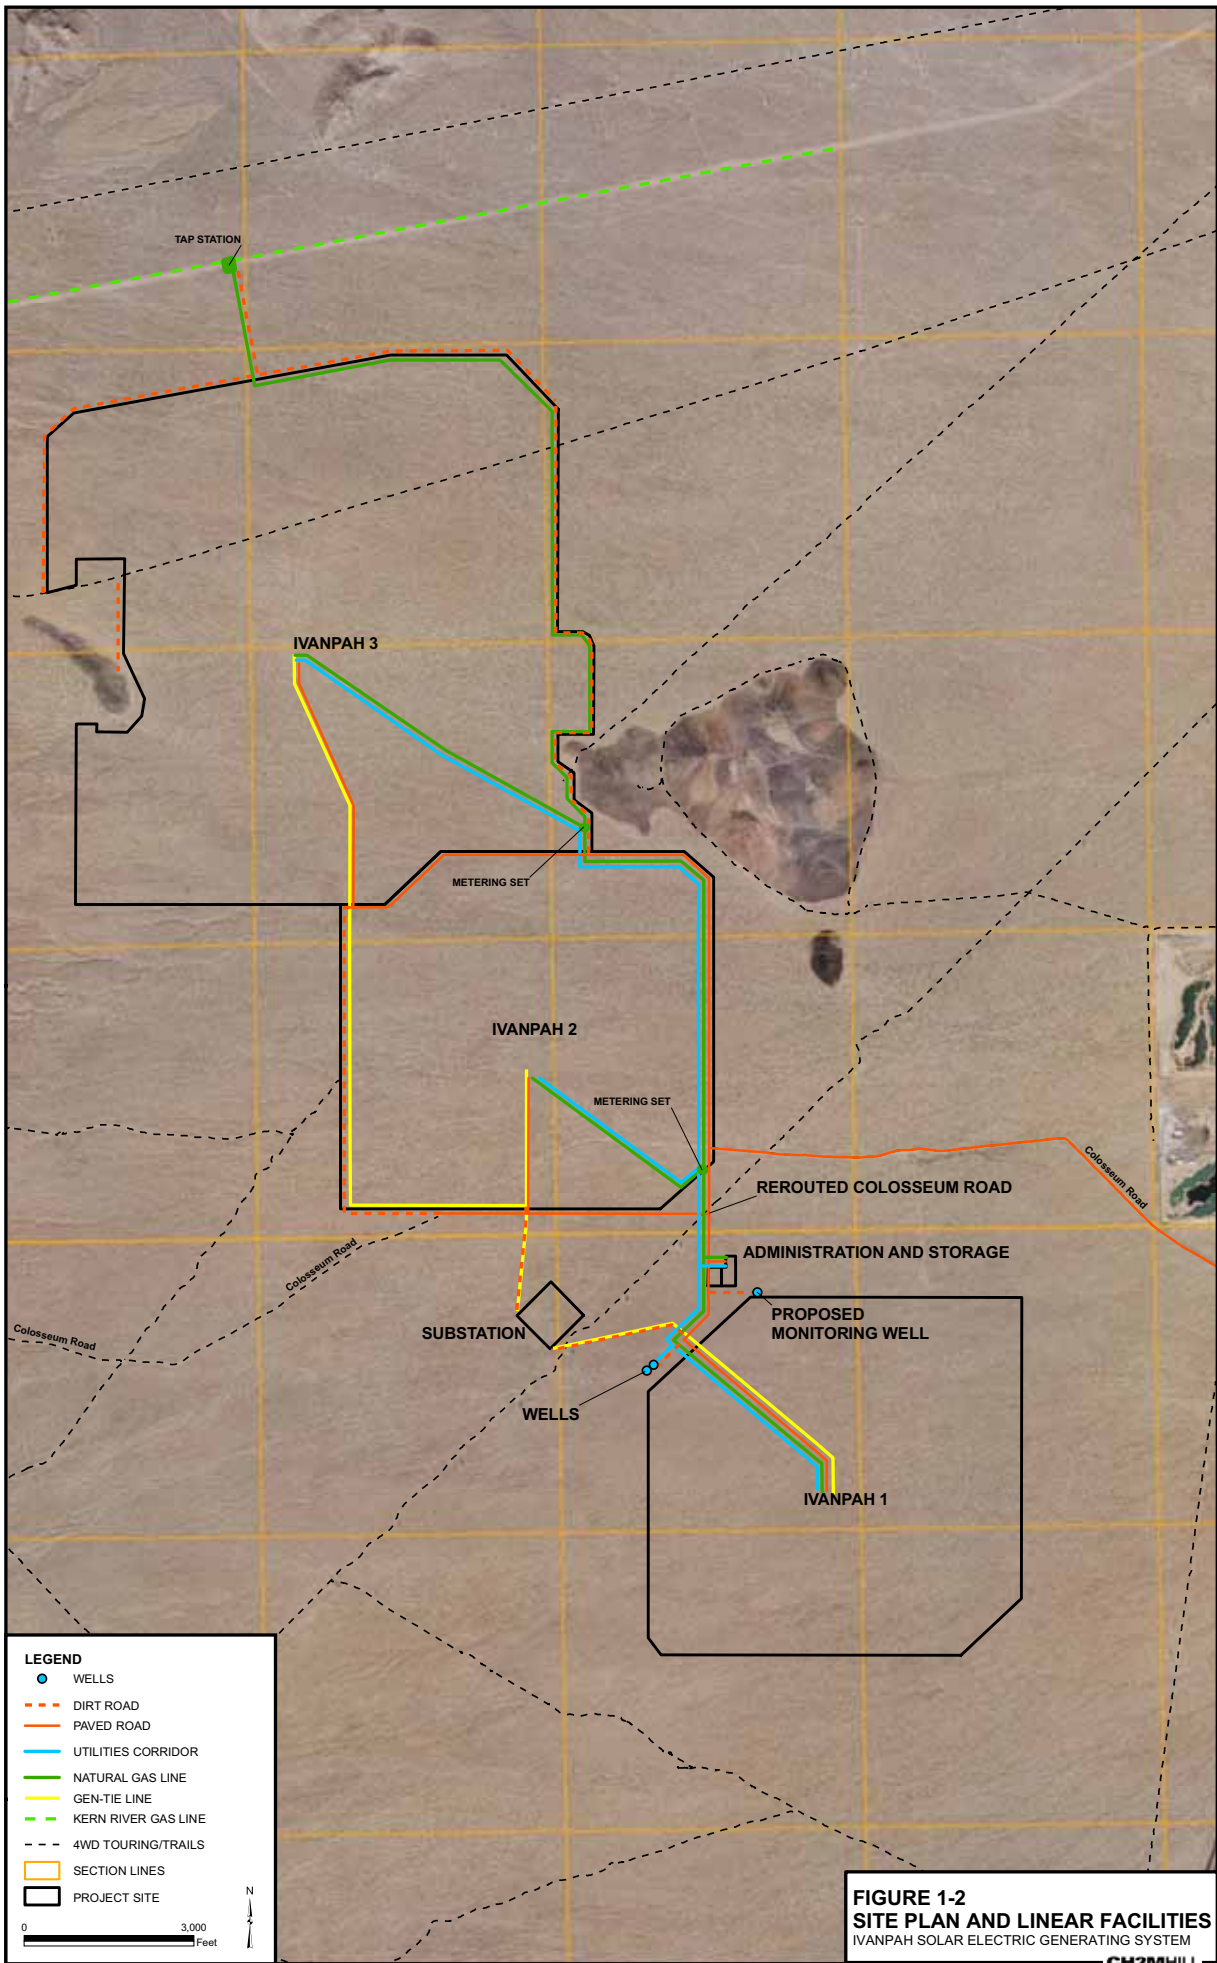 TAP STATION
IVANPAH 3
METERING SET
IVANPAH 2
METERING SET
Colosseum Road
REROUTED COLOSSEUM ROAD
Colosseum Road
ADMINISTRATION AND STORAGE
Colosseum Road
SUBSTATION
PROPOSED
MONITORING WELL
WELLS
IVANPAH 1
LEGEND
WELLS
DIRT ROAD
PAVED ROAD
UTILITIES CORRIDOR
NATURAL GAS LINE
GEN-TIE LINE
KERN RIVER GAS LINE
4WD TOURING/TRAILS
SECTION LINES
PROJECT SITE
N
0 3,000
Feet
FIGURE 1-2
SITE PLAN AND LINEAR FACILITIES
IVANPAH SOLAR ELECTRIC GENERATING SYSTEM
CH2MHILL